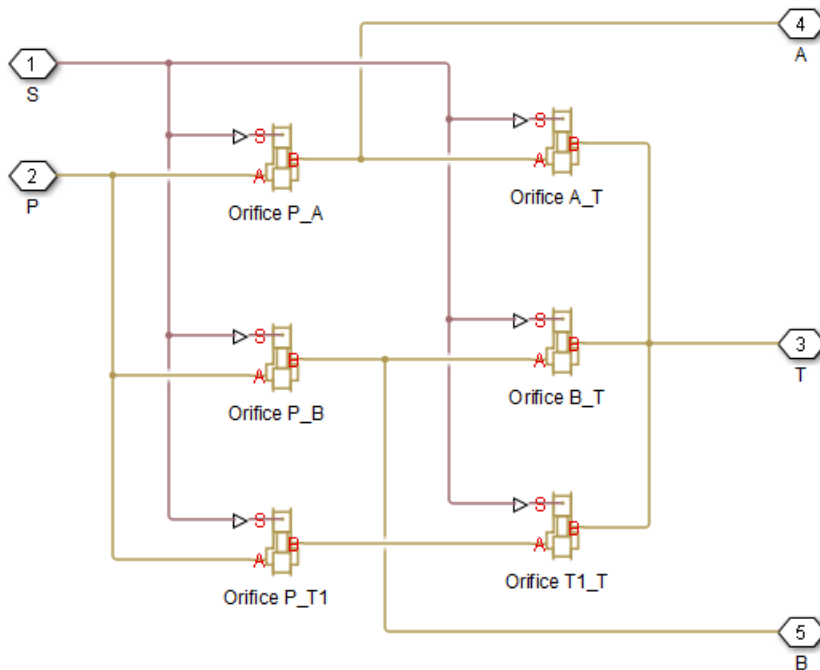 4
A
1
S
S
B
A
Orifice P_A
S
B
A
Orifice A_T
2
P
S
B
A
Orifice P_B
S
B
A
Orifice B_T
3
T
S
B
A
Orifice P_T1
S
B
A
Orifice T1_T
5
B